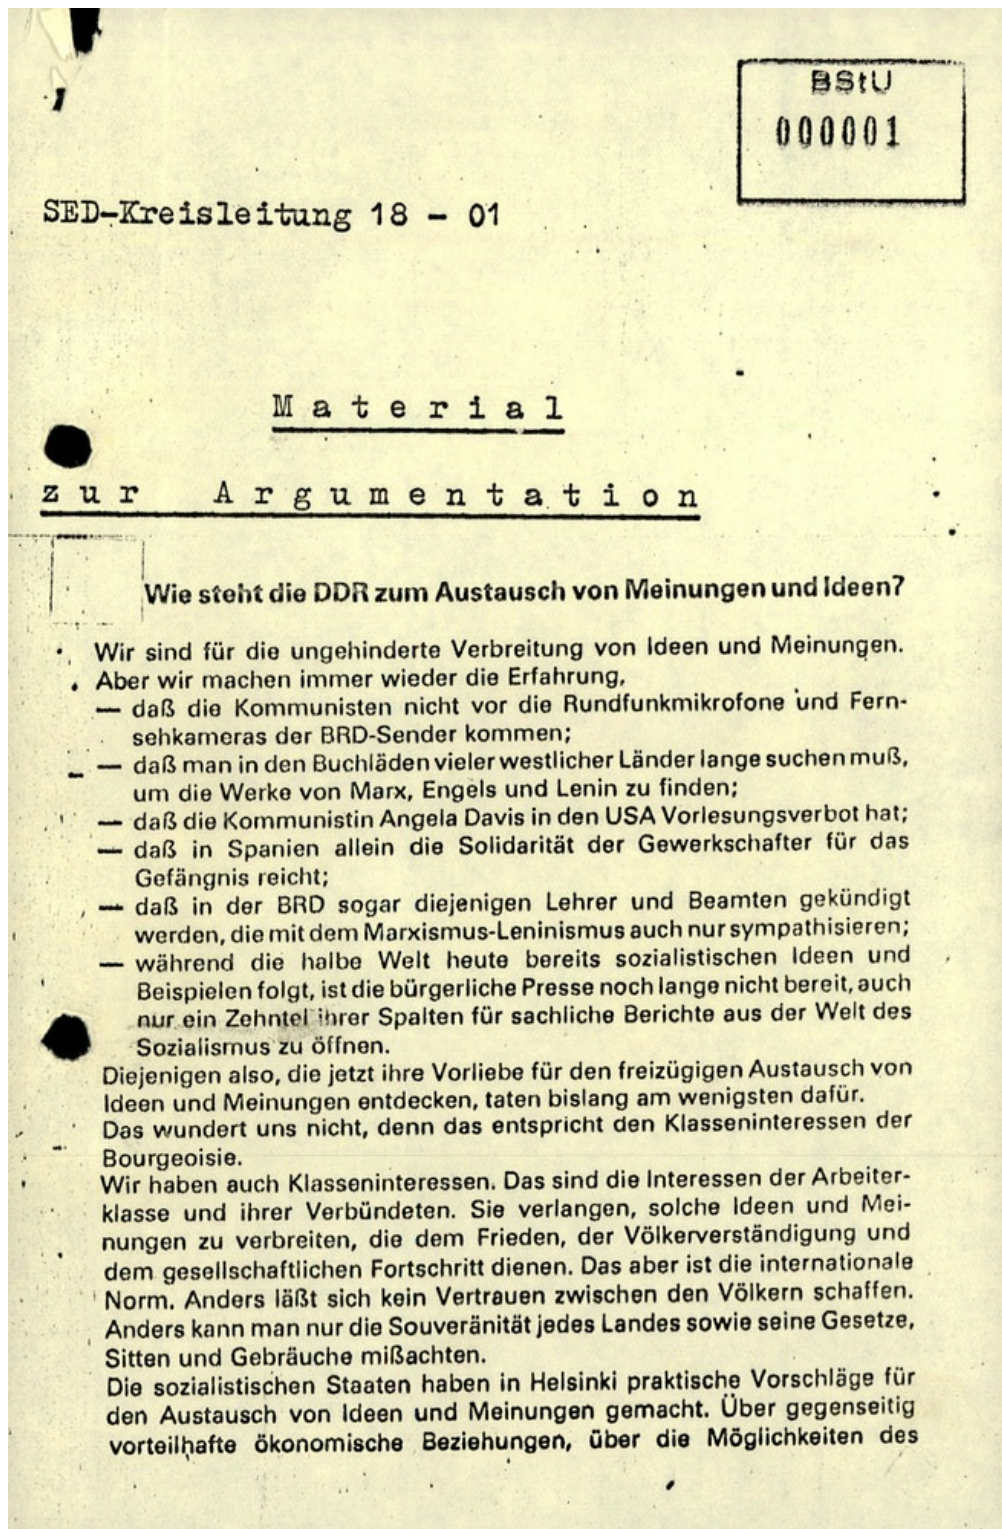 BStU
000001
SED-Kreisleitung 18 - 01
Material
zur Argumentation
Wie steht die DDR zum Austausch von Meinungen und Ideen?
Wir sind für die ungehinderte Verbreitung von Ideen und Meinungen.
Aber wir machen immer wieder die Erfahrung,
— daß die Kommunisten nicht vor die Rundfunkmikrofone und Fern-
sehkameras der BRD-Sender kommen;
— daß man in den Buchläden vieler westlicher Länder lange suchen muß,
um die Werke von Marx, Engels und Lenin zu finden;
— daß die Kommunistin Angela Davis in den USA Vorlesungsverbot hat;
— daß in Spanien allein die Solidarität der Gewerkschafter für das
Gefängnis reicht;
— daß in der BRD sogar diejenigen Lehrer und Beamten gekündigt
werden, die mit dem Marxismus-Leninismus auch nur sympathisieren;
— während die halbe Welt heute bereits sozialistischen Ideen und
Beispielen folgt, ist die bürgerliche Presse noch lange nicht bereit, auch
nur ein Zehntel ihrer Spalten für sachliche Berichte aus der Welt des
Sozialismus zu öffnen.
Diejenigen also, die jetzt ihre Vorliebe für den freizügigen Austausch von
Ideen und Meinungen entdecken, taten bislang am wenigsten dafür.
Das wundert uns nicht, denn das entspricht den Klasseninteressen der
Bourgeoisie.
Wir haben auch Klasseninteressen. Das sind die Interessen der Arbeiter-
klasse und ihrer Verbündeten. Sie verlangen, solche Ideen und Mei-
nungen zu verbreiten, die dem Frieden, der Völkerverständigung und
dem gesellschaftlichen Fortschritt dienen. Das aber ist die internationale
Norm. Anders läßt sich kein Vertrauen zwischen den Völkern schaffen.
Anders kann man nur die Souveränität jedes Landes sowie seine Gesetze,
Sitten und Gebräuche mißachten.
Die sozialistischen Staaten haben in Helsinki praktische Vorschläge für
den Austausch von Ideen und Meinungen gemacht. Über gegenseitig
vorteilhafte ökonomische Beziehungen, über die Möglichkeiten des